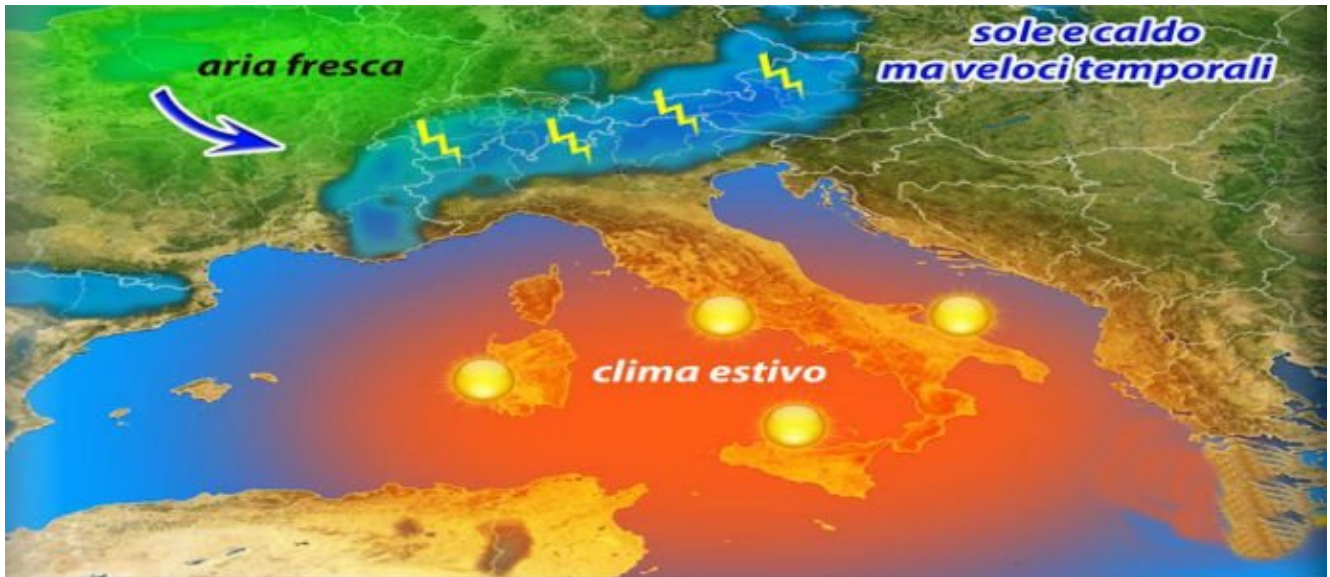 sole e caldo
ma veloci temporali
aria fresca
clima estivo